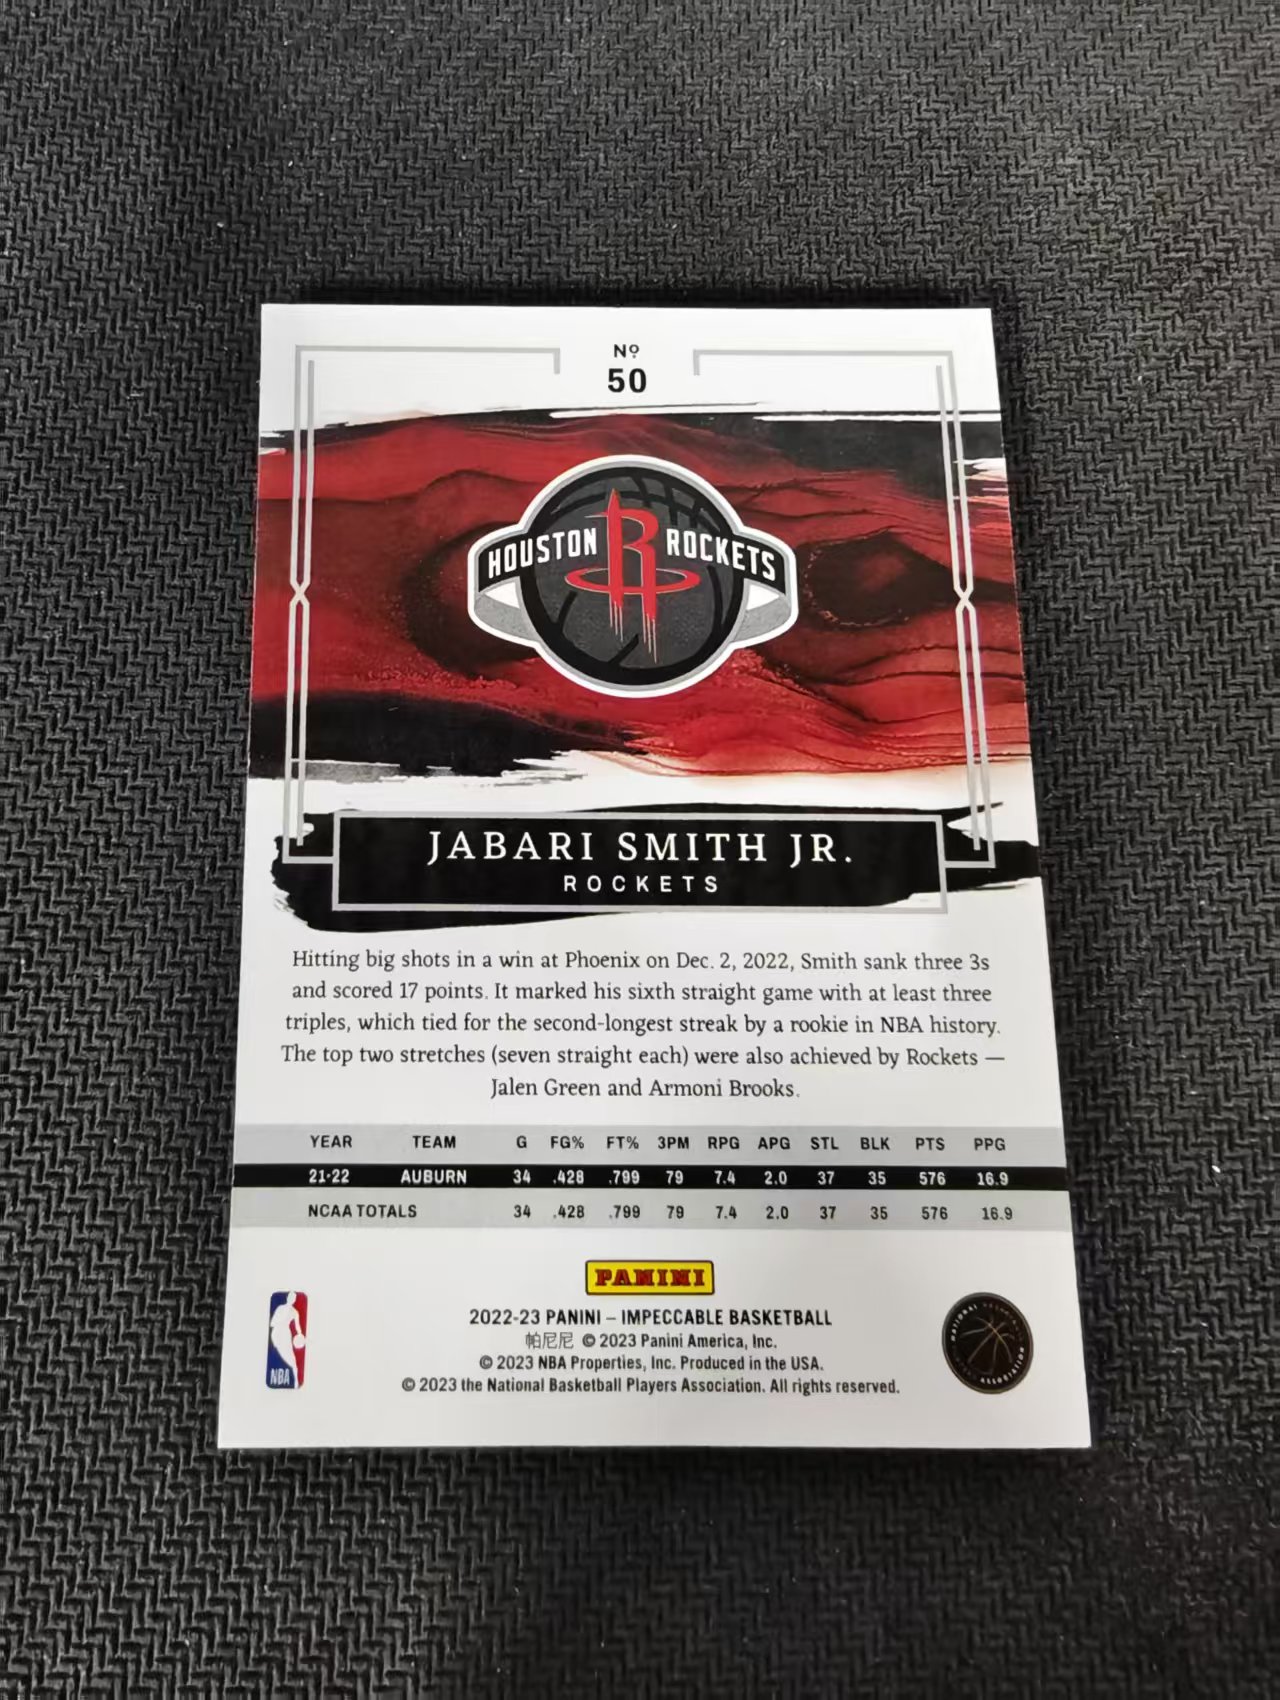 Nº
50
HOUSTON ROCKETS
JABARI SMITH JR.
ROCKETS
Hitting big shots in a win at Phoenix on Dec. 2, 2022, Smith sank three 3s
and scored 17 points. It marked his sixth straight game with at least three
triples, which tied for the second-longest streak by a rookie in NBA history.
The top two stretches (seven straight each) were also achieved by Rockets —
Jalen Green and Armoni Brooks.
YEAR TEAM G FG% FT% 3PM RPG APG STL BLK PTS PPG
21-22 AUBURN 34 .428 .799 79 7.4 2.0 37 35 576 16.9
NCAA TOTALS 34 .428 .799 79 7.4 2.0 37 35 576 16.9
PANINI
2022-23 PANINI – IMPECCABLE BASKETBALL
帕尼尼 © 2023 Panini America, Inc.
© 2023 NBA Properties, Inc. Produced in the USA.
© 2023 the National Basketball Players Association. All rights reserved.
NBA
NATIONAL ASSOCIATION